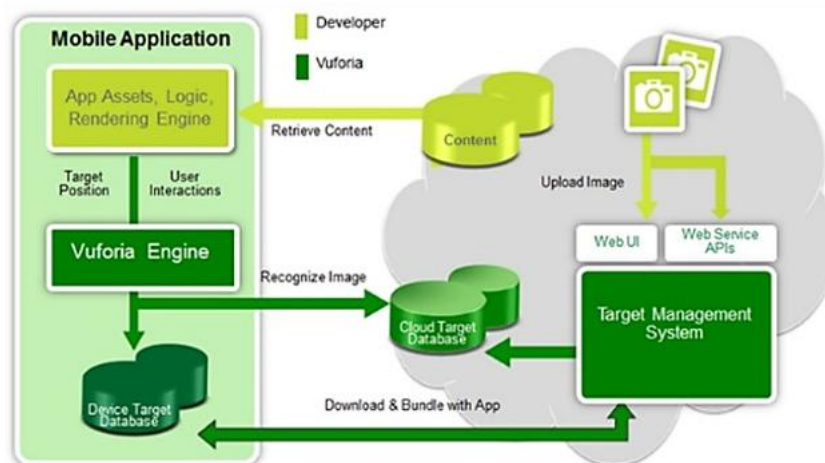 Mobile Application
Developer
Vuforia
App Assets, Logic,
Rendering Engine
Retrieve Content
Content
Upload Image
Target
Position
User
Interactions
Web UI
Web Service
APIs
Vuforia Engine
Recognize Image
Cloud Target
Database
Target Management
System
Device Target
Database
Download & Bundle with App